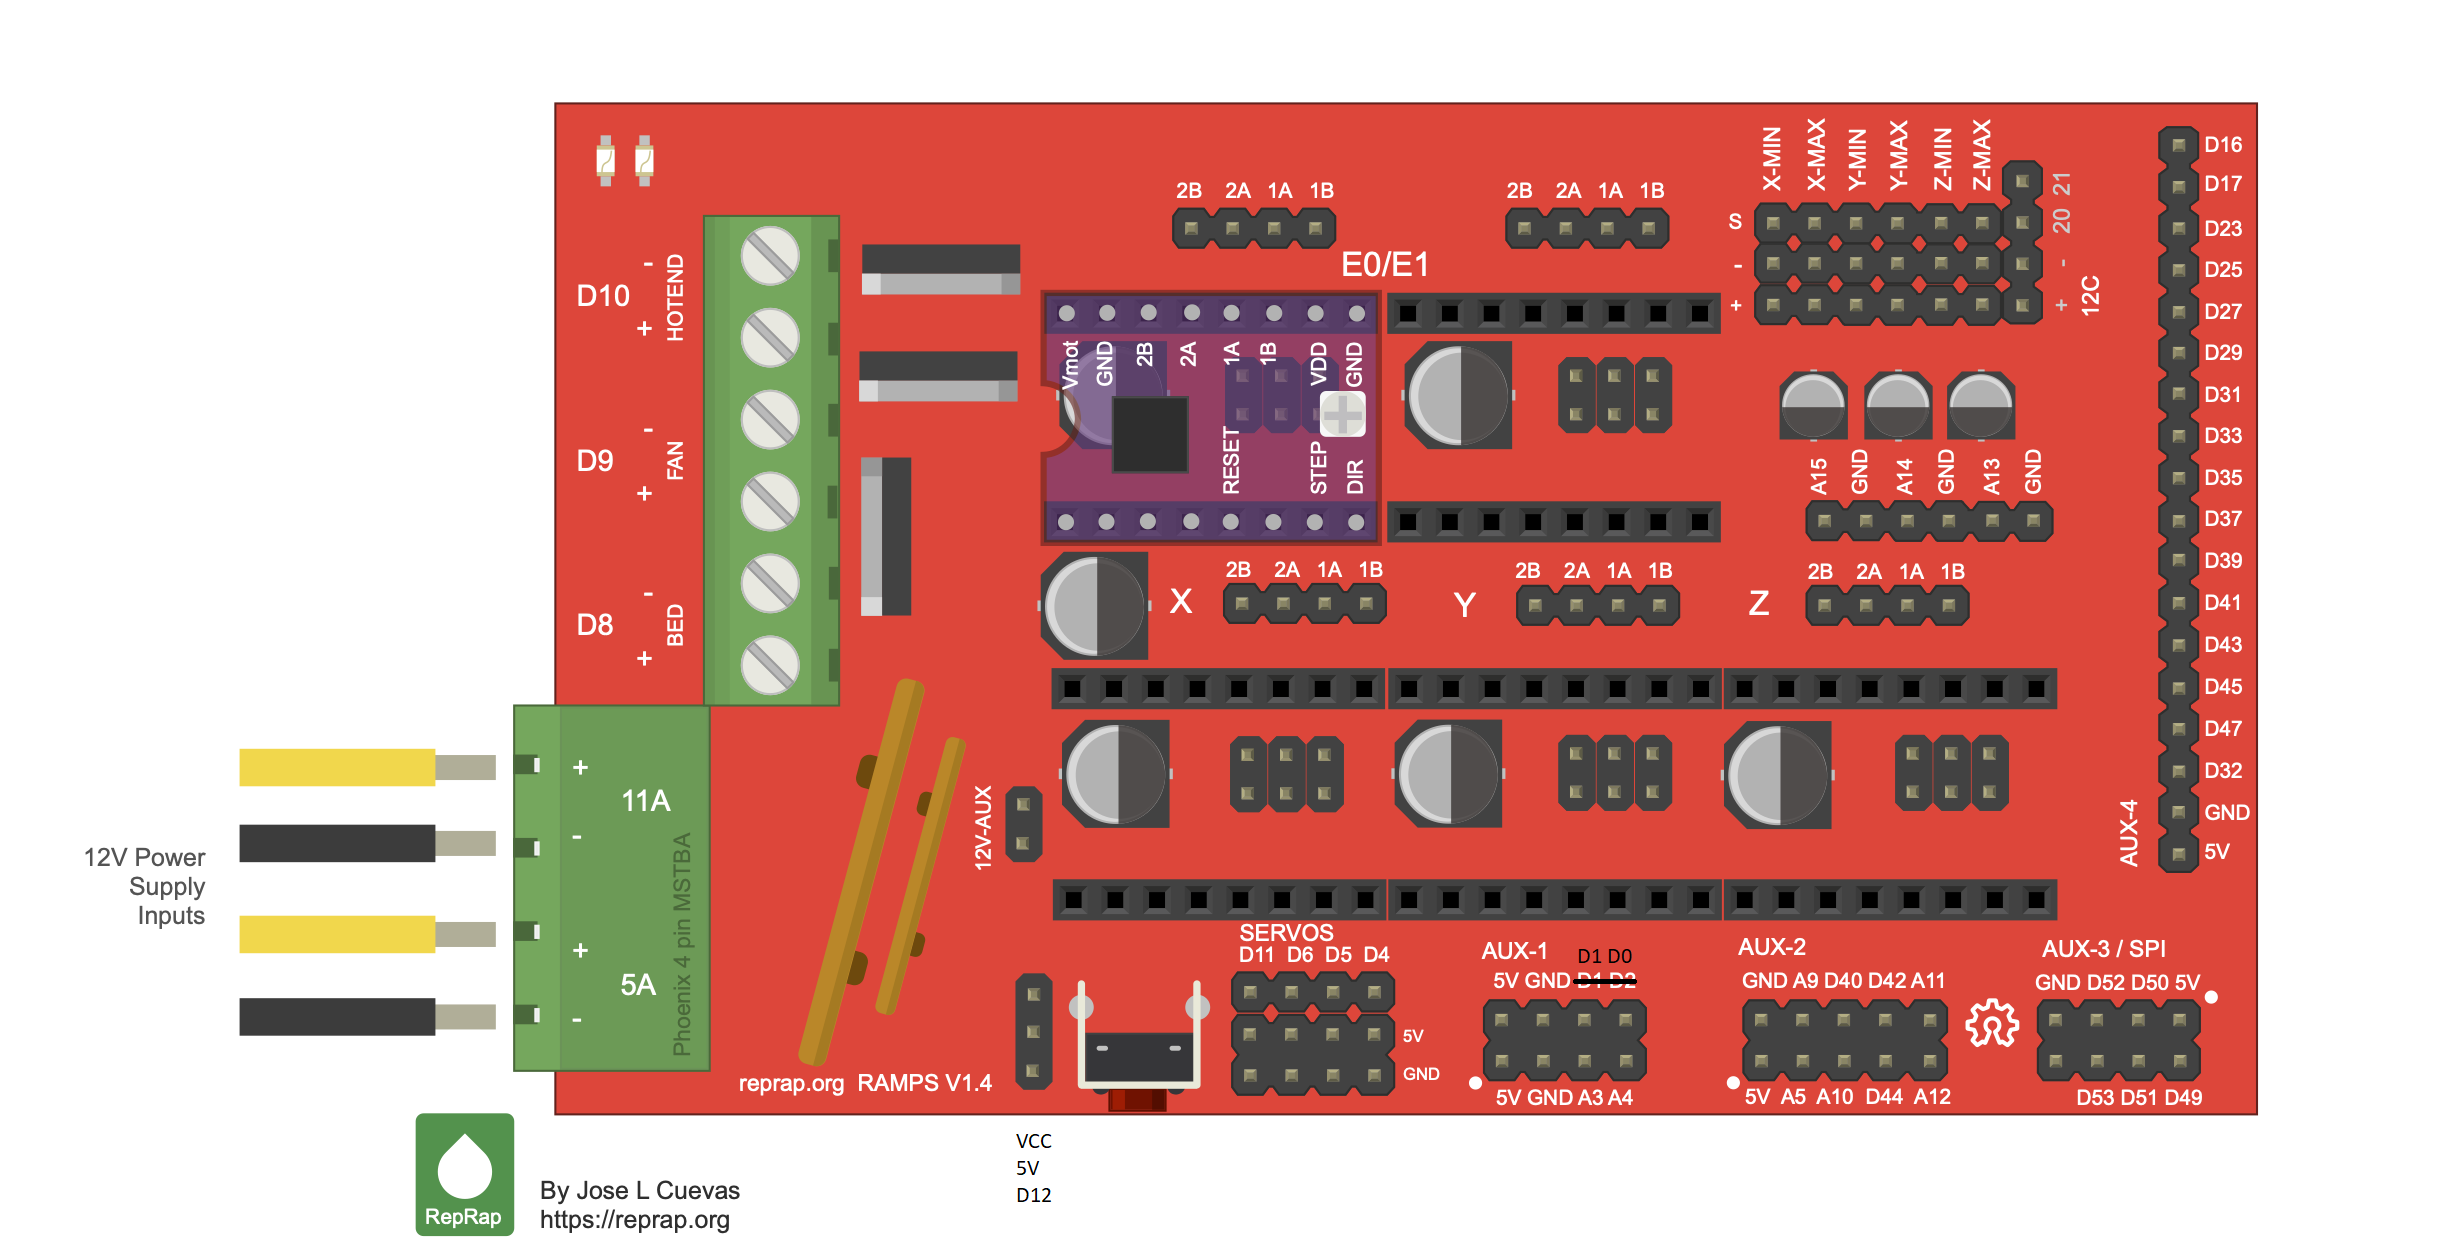 X-MIN X-MAX Y-MIN Y-MAX Z-MIN Z-MAX
21
20
-
+
12C
S
-
+
2B 2A 1A 1B
2B 2A 1A 1B
E0/E1
D10
-
+
HOTEND
D9
-
+
FAN
D8
-
+
BED
Vmot GND 2B 2A 1A 1B VDD GND
RESET STEP DIR
A15 GND A14 GND A13 GND
X
2B 2A 1A 1B
Y
2B 2A 1A 1B
Z
2B 2A 1A 1B
D16
D17
D23
D25
D27
D29
D31
D33
D35
D37
D39
D41
D43
D45
D47
D32
GND
5V
AUX-4
12V Power
Supply
Inputs
+
11A
-
+
5A
-
Phoenix 4 pin MSTBA
12V-AUX
SERVOS
D11 D6 D5 D4
5V
GND
AUX-1
D1 D0
5V GND D1 D2
5V GND A3 A4
AUX-2
GND A9 D40 D42 A11
5V A5 A10 D44 A12
AUX-3 / SPI
GND D52 D50 5V
D53 D51 D49
reprap.org RAMPS V1.4
VCC
5V
D12
RepRap
By Jose L Cuevas
https://reprap.org